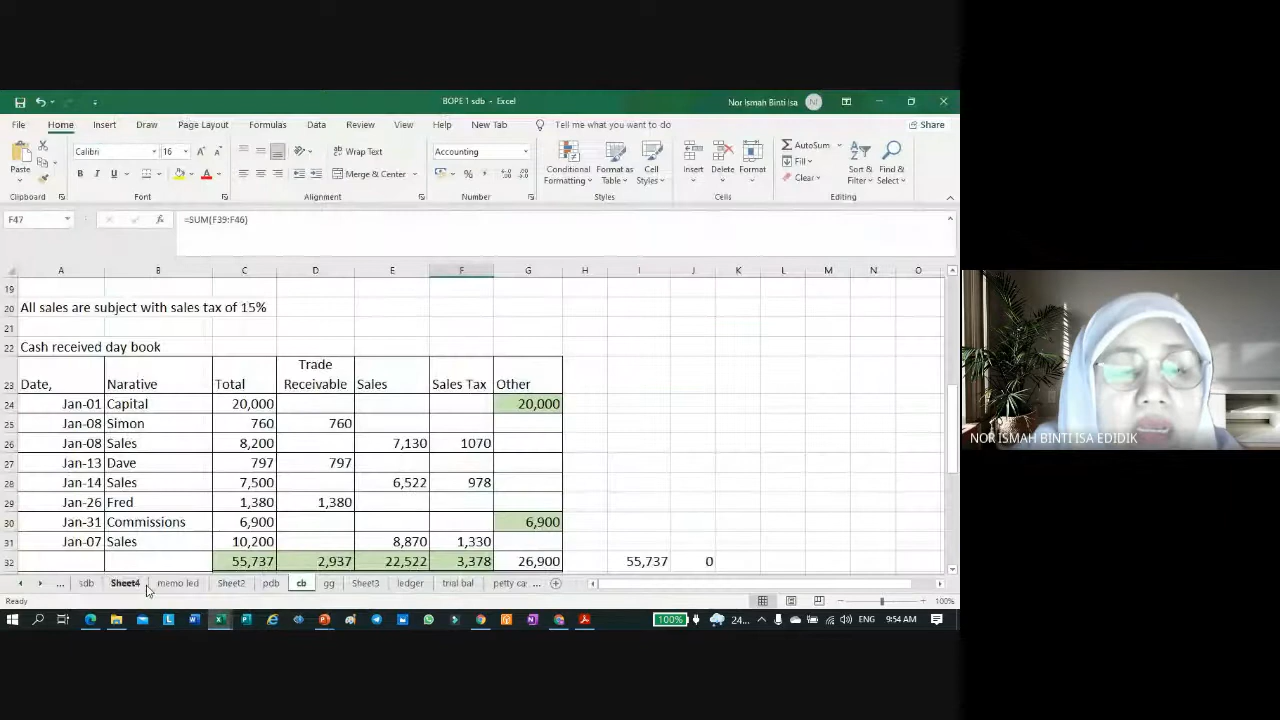 BOPE 1 sdb - Excel
Nor Ismah Binti Isa
NI
File Home Insert Draw Page Layout Formulas Data Review View Help New Tab Tell me what you want to do
Share
Paste
Calibri 16
Wrap Text
Merge & Center
Accounting
Conditional Formatting
Format as Table
Cell Styles
Insert Delete Format
AutoSum
Fill
Clear
Sort & Filter
Find & Select
Clipboard Font Alignment Number Styles Cells Editing
F47 fx =SUM(F39:F46)
A B C D E F G H I J K L M N O
19
20 All sales are subject with sales tax of 15%
21
22 Cash received day book
23 Date, Narative Total Trade Receivable Sales Sales Tax Other
24 Jan-01 Capital 20,000 20,000
25 Jan-08 Simon 760 760
26 Jan-08 Sales 8,200 7,130 1070
27 Jan-13 Dave 797 797
28 Jan-14 Sales 7,500 6,522 978
29 Jan-26 Fred 1,380 1,380
30 Jan-31 Commissions 6,900 6,900
31 Jan-07 Sales 10,200 8,870 1,330
32 55,737 2,937 22,522 3,378 26,900 55,737 0
... sdb Sheet4 memo led Sheet2 pdb cb gg Sheet3 ledger trial bal petty ca ...
Ready
100%
100% 24... ENG 9:54 AM
NOR ISMAH BINTI ISA EDIDIK